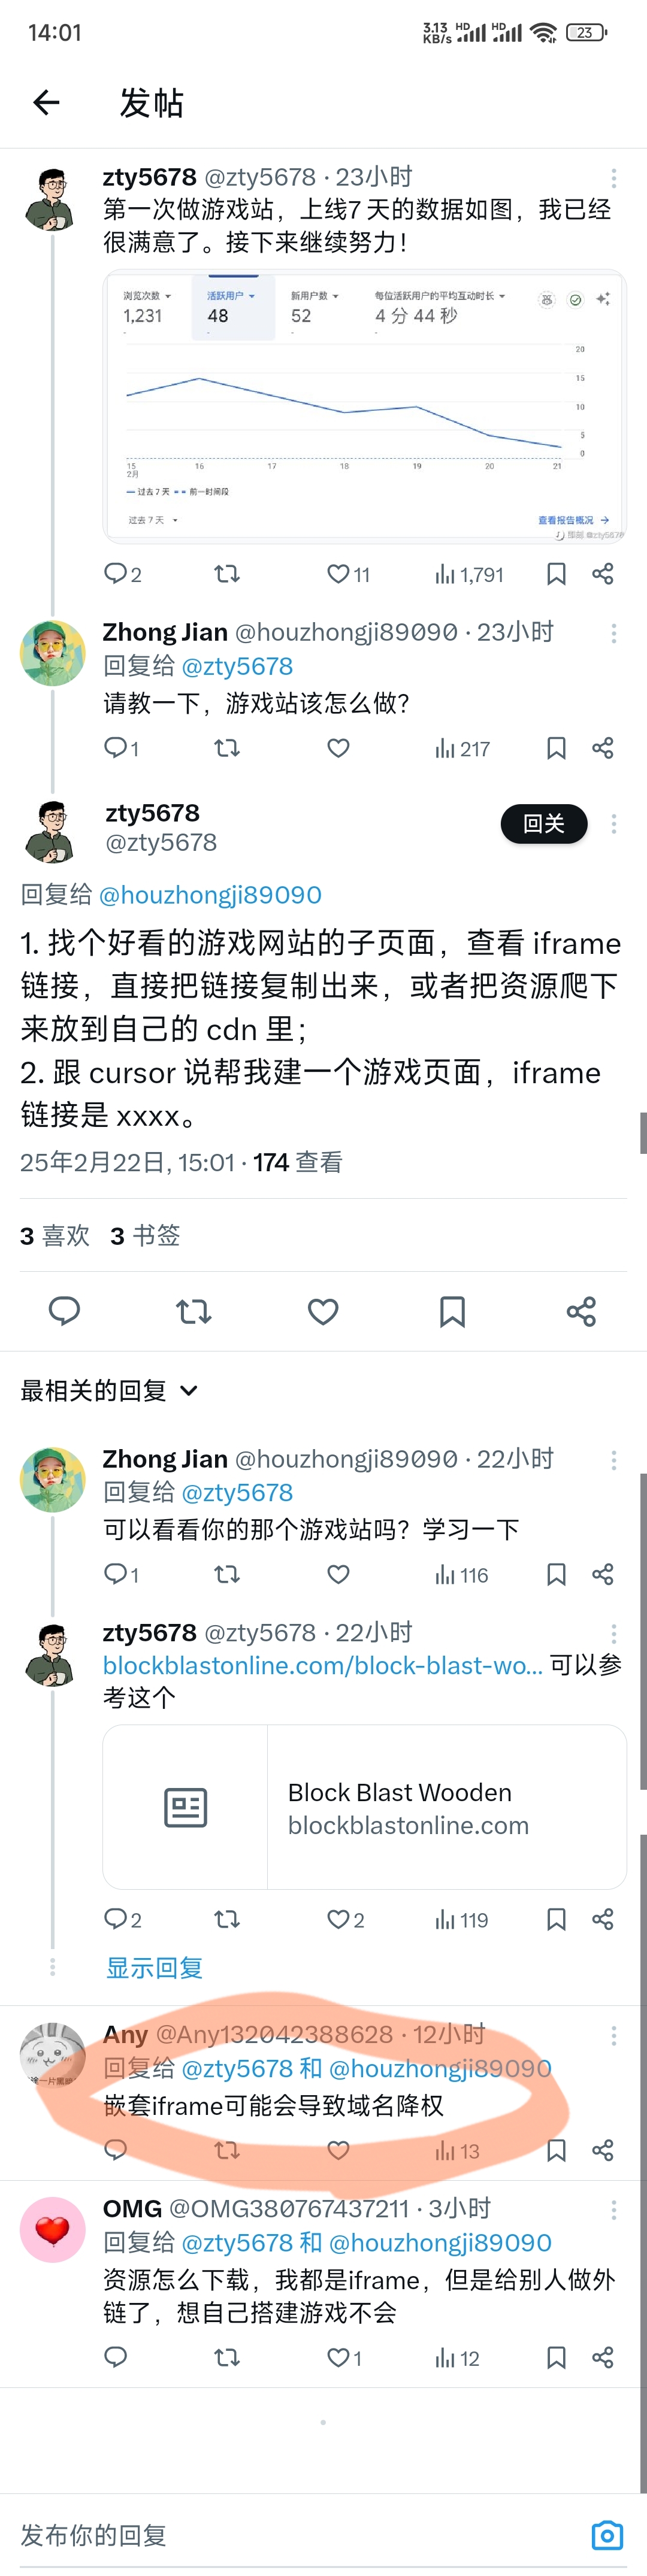 14:01
3.13 KB/s HD HD 23
发帖
zty5678 @zty5678 · 23小时
第一次做游戏站，上线7 天的数据如图，我已经
很满意了。接下来继续努力！
浏览次数 活跃用户 新用户数 每位活跃用户的平均互动时长
1,231 48 52 4 分 44 秒
20
15
10
5
0
15 16 17 18 19 20 21
2月
过去 7 天 前一时间段
过去 7 天 查看报告概况
@zty5678
2 11 1,791
Zhong Jian @houzhongji89090 · 23小时
回复给 @zty5678
请教一下，游戏站该怎么做？
1 217
zty5678
@zty5678
回关
回复给 @houzhongji89090
1. 找个好看的游戏网站的子页面，查看 iframe
链接，直接把链接复制出来，或者把资源爬下
来放到自己的 cdn 里；
2. 跟 cursor 说帮我建一个游戏页面，iframe
链接是 xxxx。
25年2月22日, 15:01 · 174 查看
3 喜欢 3 书签
最相关的回复
Zhong Jian @houzhongji89090 · 22小时
回复给 @zty5678
可以看看你的那个游戏站吗？学习一下
1 116
zty5678 @zty5678 · 22小时
blockblastonline.com/block-blast-wo... 可以参
考这个
Block Blast Wooden
blockblastonline.com
2 2 119
显示回复
Any @Any132042388628 · 12小时
回复给 @zty5678 和 @houzhongji89090
嵌套iframe可能会导致域名降权
13
OMG @OMG380767437211 · 3小时
回复给 @zty5678 和 @houzhongji89090
资源怎么下载，我都是iframe，但是给别人做外
链了，想自己搭建游戏不会
1 12
发布你的回复